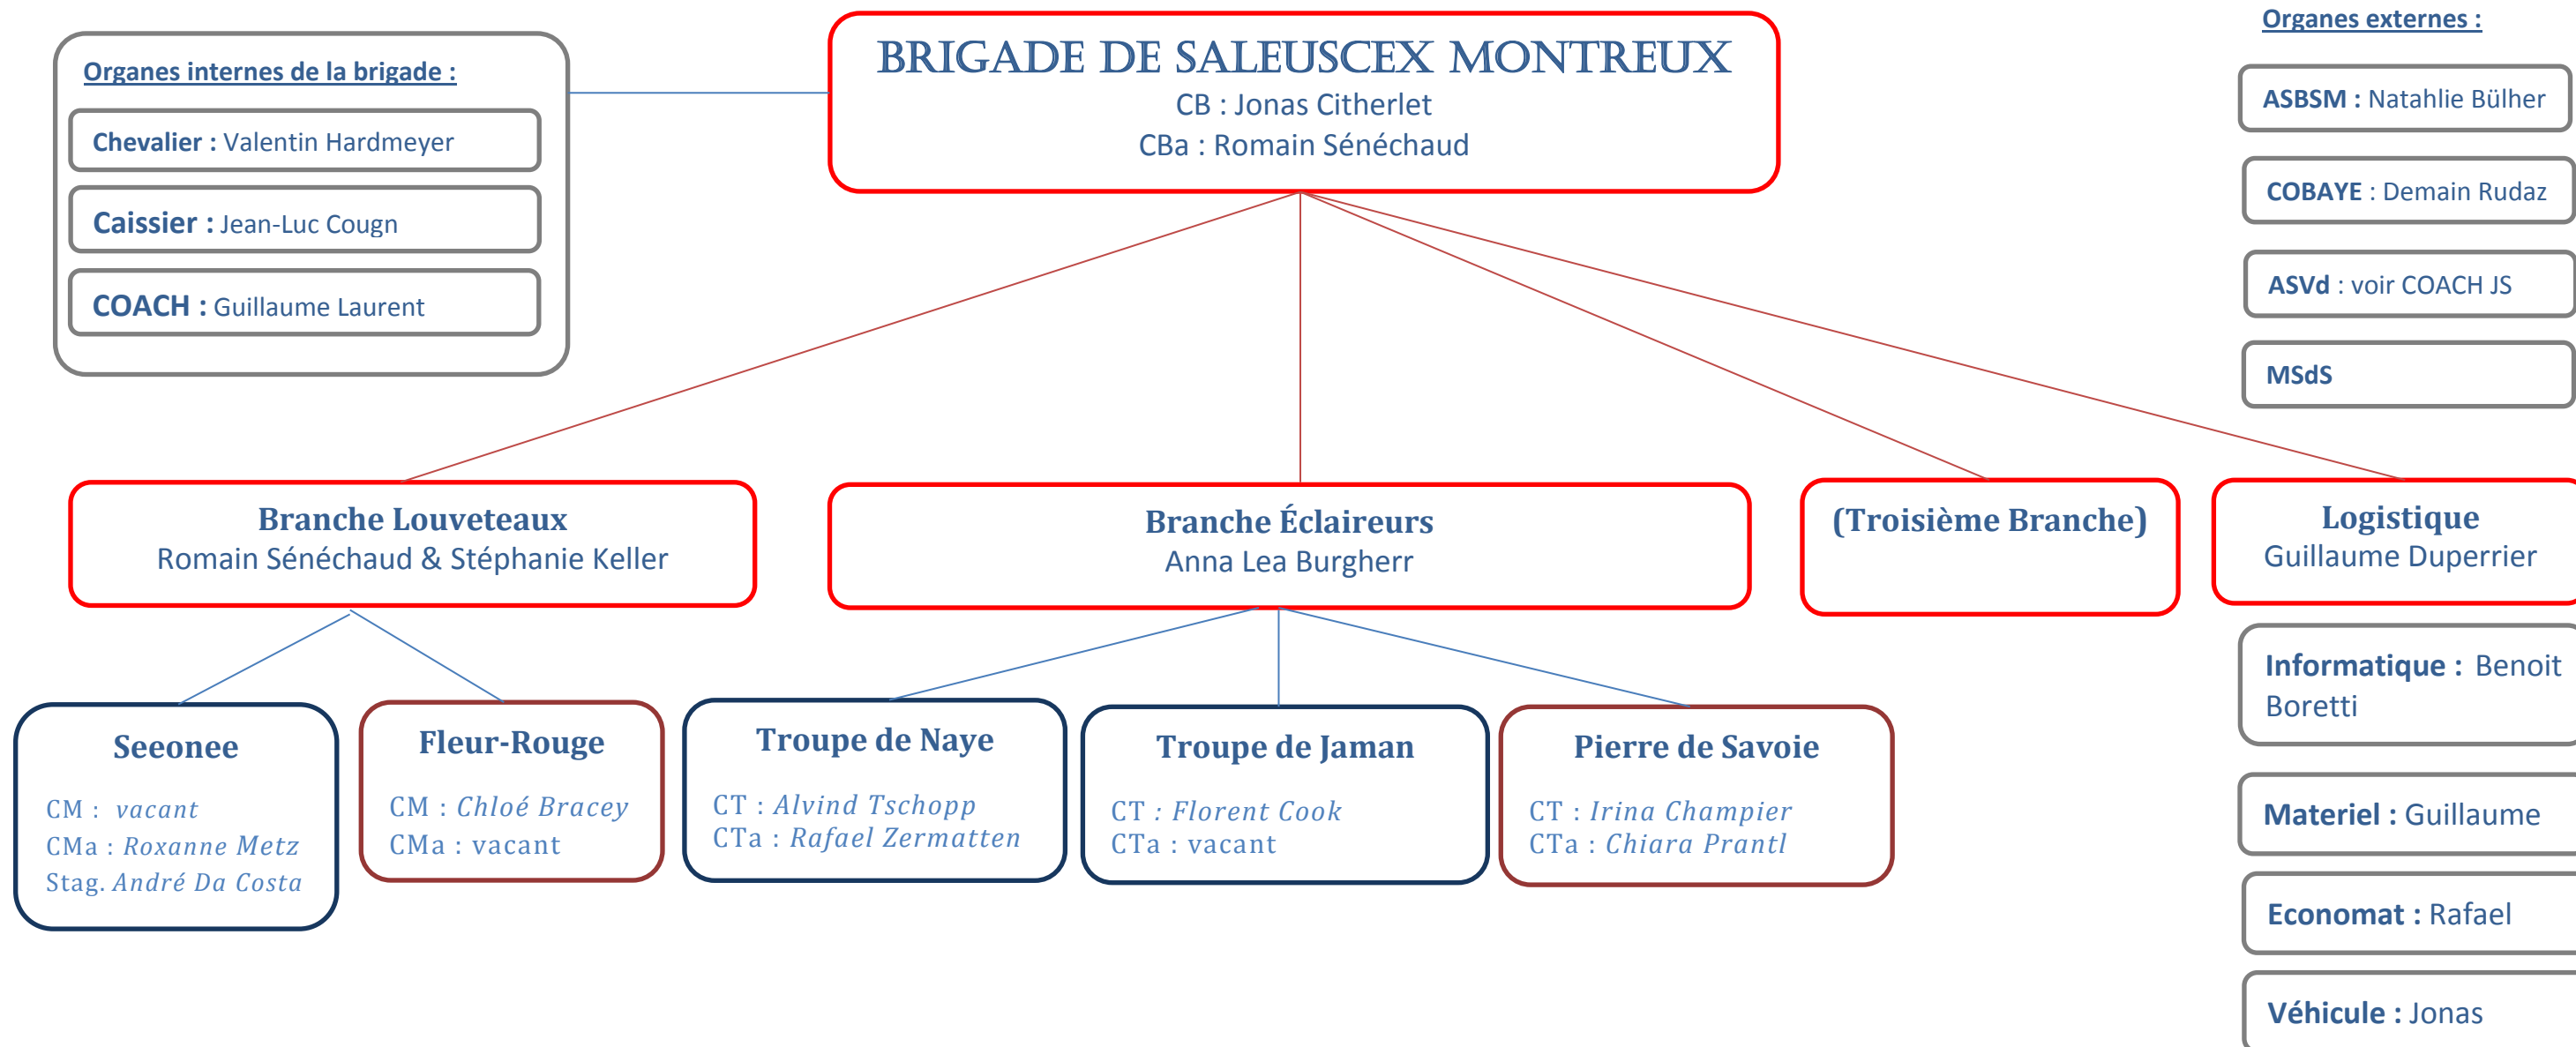 BRIGADE DE SALEUSCEX MONTREUX
CB : Jonas Citherlet
CBa : Romain Sénéchaud
Organes internes de la brigade :
Chevalier : Valentin Hardmeyer
Caissier : Jean-Luc Cougn
COACH : Guillaume Laurent
Organes externes :
ASBSM : Natahlie Bülher
COBAYE : Demain Rudaz
ASVd : voir COACH JS
MSdS
Branche Louveteaux
Romain Sénéchaud & Stéphanie Keller
Branche Éclaireurs
Anna Lea Burgherr
(Troisième Branche)
Logistique
Guillaume Duperrier
Seeonee
CM : vacant
CMa : Roxanne Metz
Stag. André Da Costa
Fleur-Rouge
CM : Chloé Bracey
CMa : vacant
Troupe de Naye
CT : Alvind Tschopp
CTa : Rafael Zermatten
Troupe de Jaman
CT : Florent Cook
CTa : vacant
Pierre de Savoie
CT : Irina Champier
CTa : Chiara Prantl
Informatique : Benoit
Boretti
Materiel : Guillaume
Economat : Rafael
Véhicule : Jonas